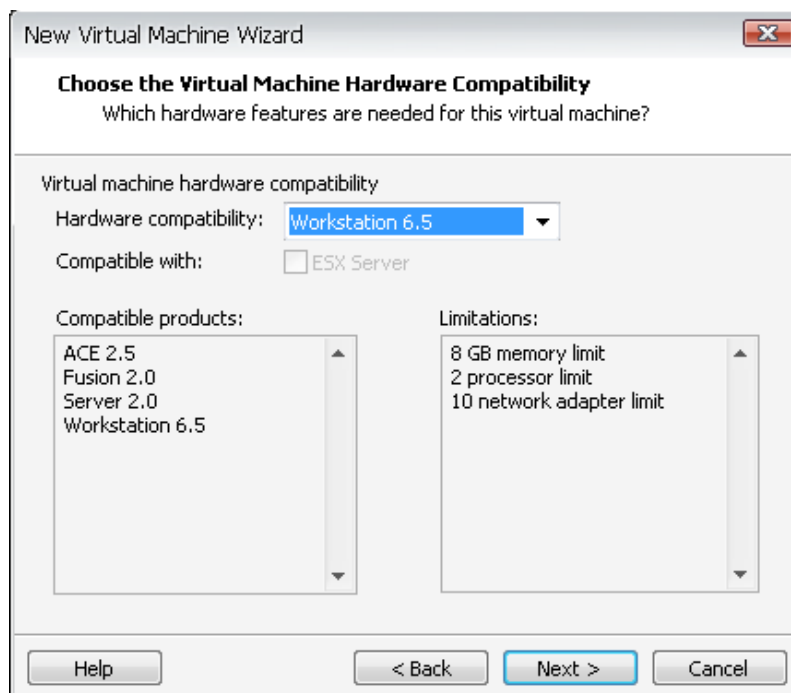 New Virtual Machine Wizard
Choose the Virtual Machine Hardware Compatibility
Which hardware features are needed for this virtual machine?
Virtual machine hardware compatibility
Hardware compatibility: Workstation 6.5
Compatible with: ESX Server
Compatible products:
ACE 2.5
Fusion 2.0
Server 2.0
Workstation 6.5
Limitations:
8 GB memory limit
2 processor limit
10 network adapter limit
Help < Back Next > Cancel